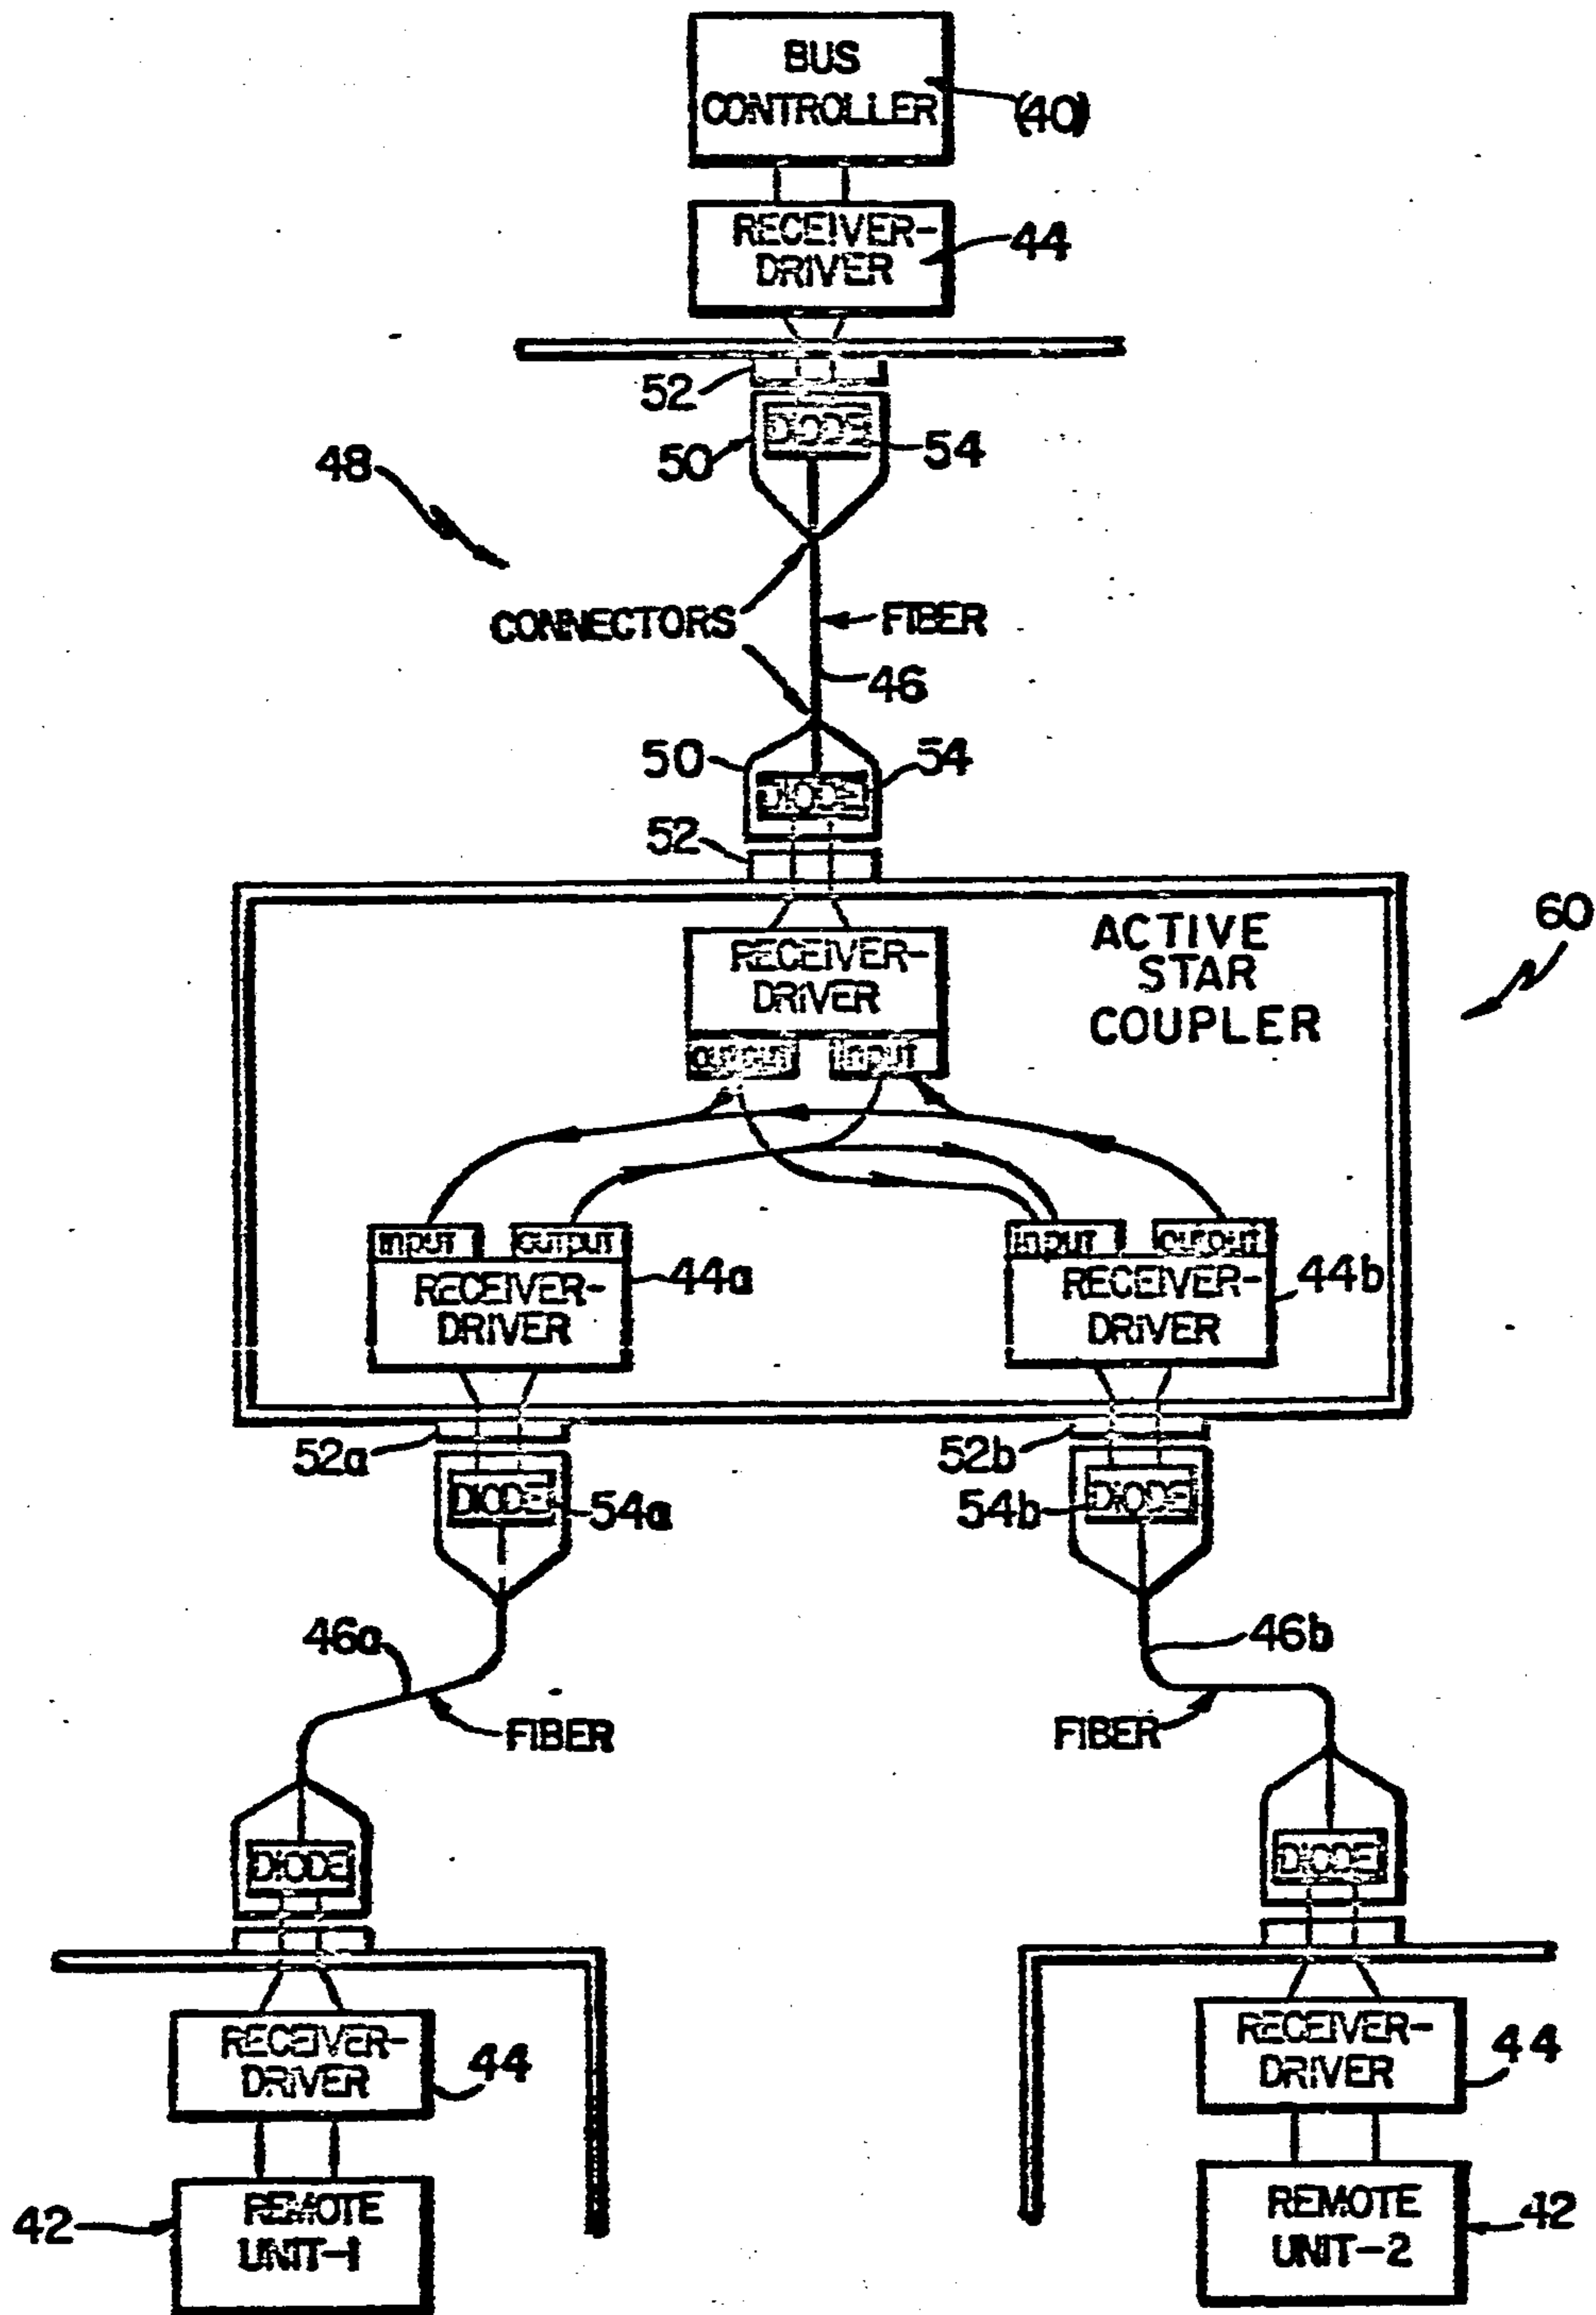 BUS
CONTROLLER
(40)
RECEIVER-
DRIVER
44
52
DIODE
50
54
48
CONNECTORS
FIBER
46
50
54
DIODE
52
60
ACTIVE
STAR
COUPLER
RECEIVER-
DRIVER
OUTPUT INPUT
INPUT OUTPUT
INPUT OUTPUT
RECEIVER-
DRIVER
44a
RECEIVER-
DRIVER
44b
52a
52b
DIODE
54a
54b
DIODE
46a
46b
FIBER
FIBER
DIODE
DIODE
RECEIVER-
DRIVER
44
RECEIVER-
DRIVER
44
42
REMOTE
UNIT-1
REMOTE
UNIT-2
42